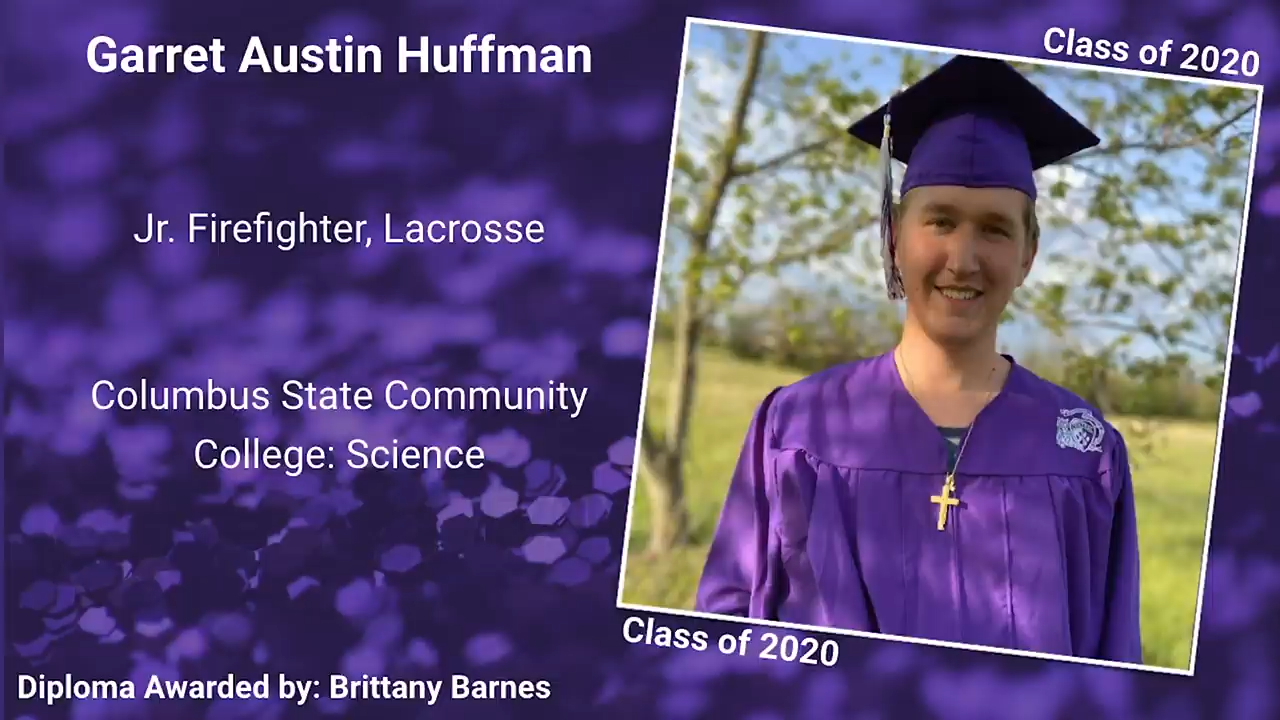 Garret Austin Huffman
Class of 2020
Jr. Firefighter, Lacrosse
Columbus State Community
College: Science
Class of 2020
Diploma Awarded by: Brittany Barnes